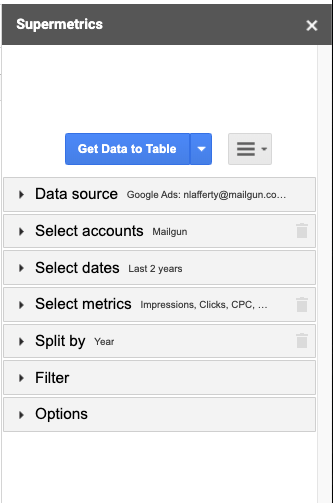 Supermetrics
Get Data to Table
Data source Google Ads: nlafferty@mailgun.co...
Select accounts Mailgun
Select dates Last 2 years
Select metrics Impressions, Clicks, CPC, ...
Split by Year
Filter
Options